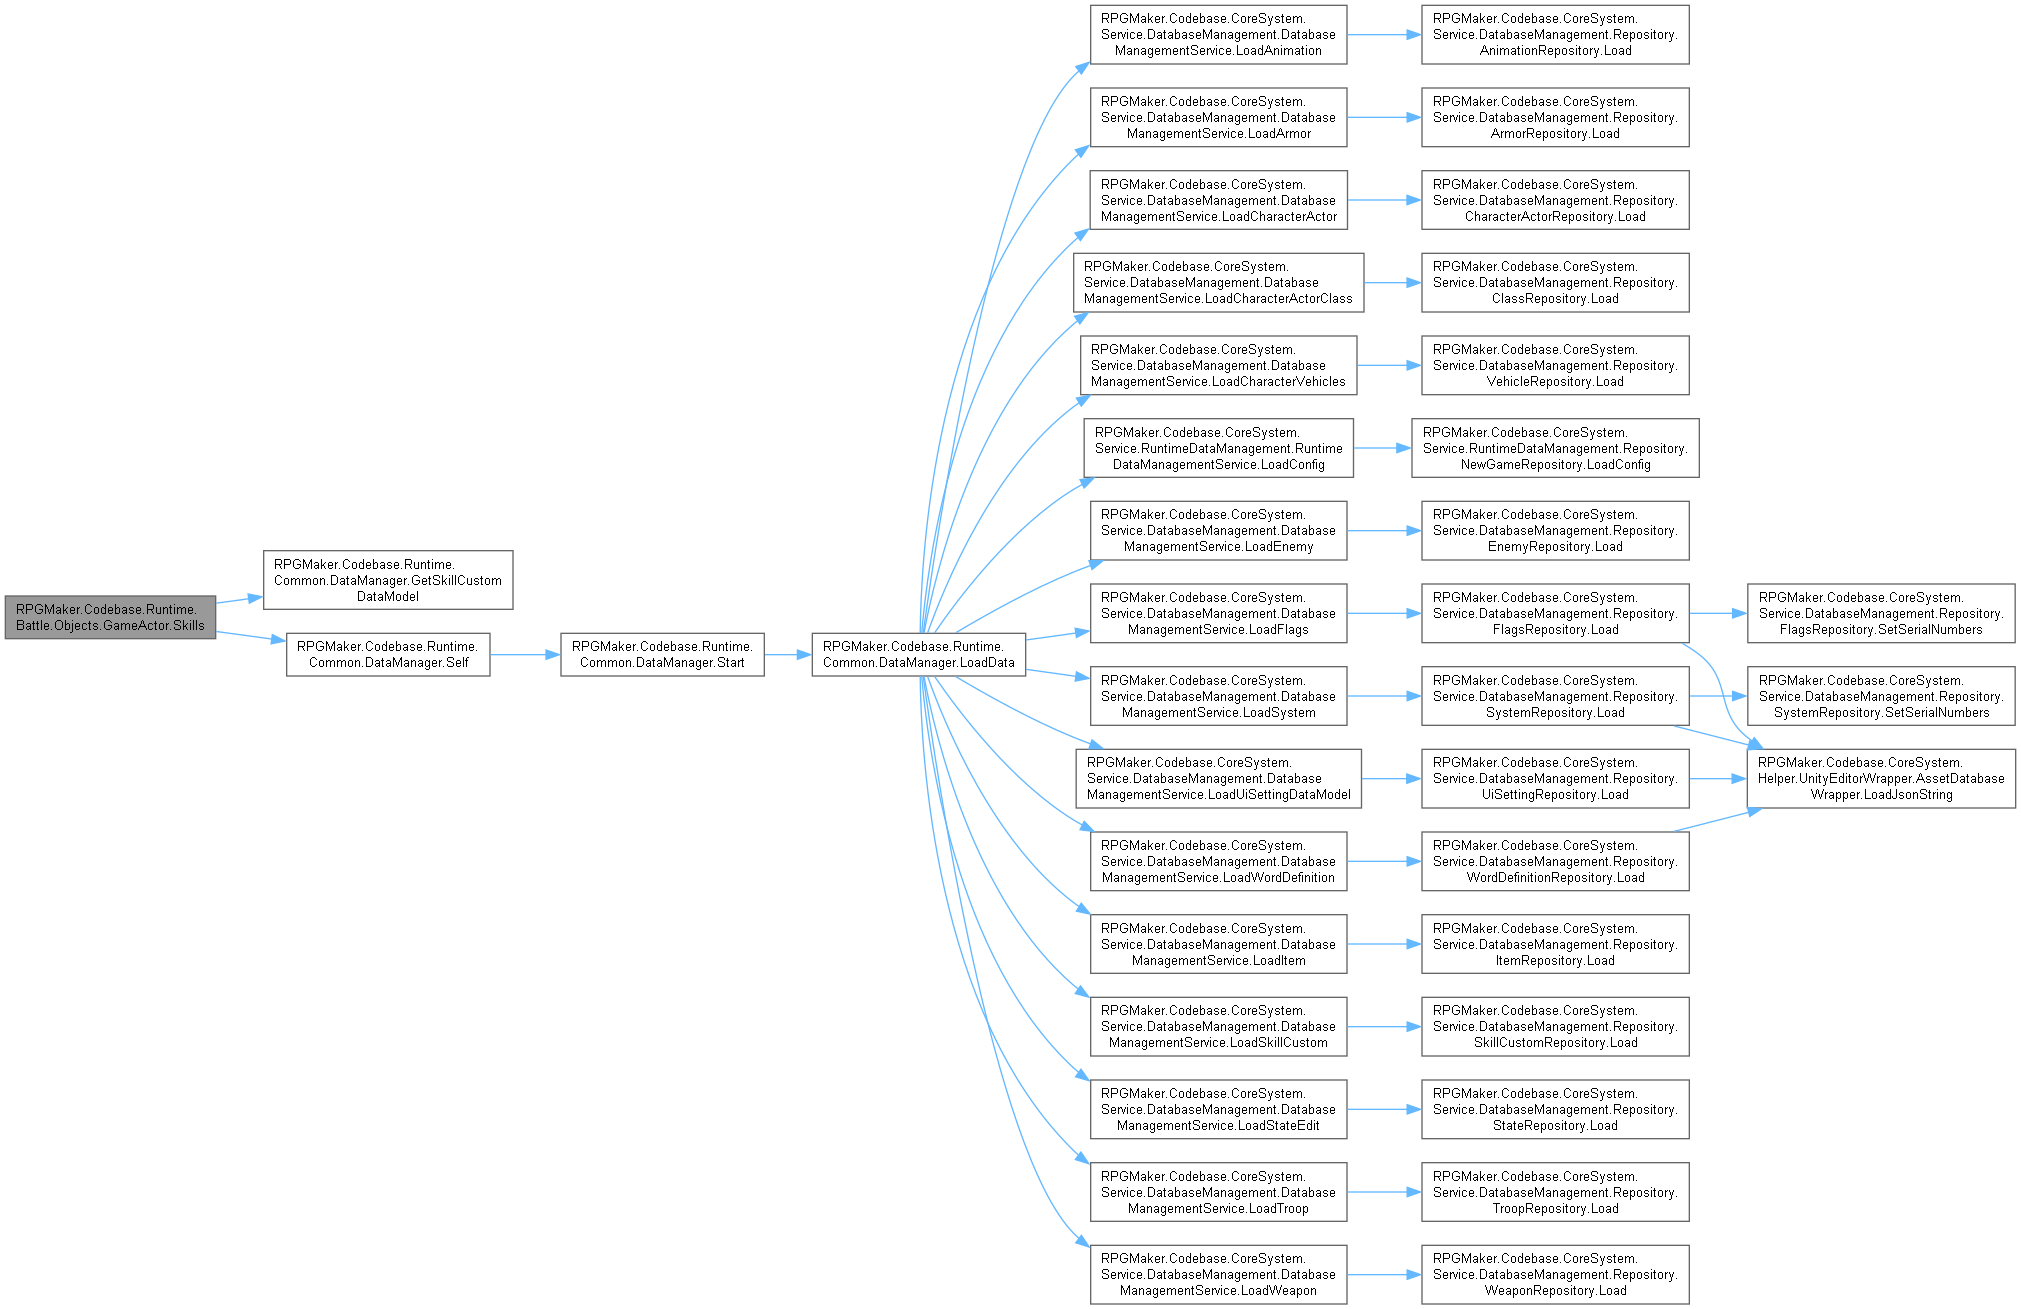 RPGMaker.Codebase.Runtime.
Battle.Objects.GameActor.Skills
RPGMaker.Codebase.Runtime.
Common.DataManager.GetSkillCustom
DataModel
RPGMaker.Codebase.Runtime.
Common.DataManager.Self
RPGMaker.Codebase.Runtime.
Common.DataManager.Start
RPGMaker.Codebase.Runtime.
Common.DataManager.LoadData
RPGMaker.Codebase.CoreSystem.
Service.DatabaseManagement.Database
ManagementService.LoadAnimation
RPGMaker.Codebase.CoreSystem.
Service.DatabaseManagement.Repository.
AnimationRepository.Load
RPGMaker.Codebase.CoreSystem.
Service.DatabaseManagement.Database
ManagementService.LoadArmor
RPGMaker.Codebase.CoreSystem.
Service.DatabaseManagement.Repository.
ArmorRepository.Load
RPGMaker.Codebase.CoreSystem.
Service.DatabaseManagement.Database
ManagementService.LoadCharacterActor
RPGMaker.Codebase.CoreSystem.
Service.DatabaseManagement.Repository.
CharacterActorRepository.Load
RPGMaker.Codebase.CoreSystem.
Service.DatabaseManagement.Database
ManagementService.LoadCharacterActorClass
RPGMaker.Codebase.CoreSystem.
Service.DatabaseManagement.Repository.
ClassRepository.Load
RPGMaker.Codebase.CoreSystem.
Service.DatabaseManagement.Database
ManagementService.LoadCharacterVehicles
RPGMaker.Codebase.CoreSystem.
Service.DatabaseManagement.Repository.
VehicleRepository.Load
RPGMaker.Codebase.CoreSystem.
Service.RuntimeDataManagement.Runtime
DataManagementService.LoadConfig
RPGMaker.Codebase.CoreSystem.
Service.RuntimeDataManagement.Repository.
NewGameRepository.LoadConfig
RPGMaker.Codebase.CoreSystem.
Service.DatabaseManagement.Database
ManagementService.LoadEnemy
RPGMaker.Codebase.CoreSystem.
Service.DatabaseManagement.Repository.
EnemyRepository.Load
RPGMaker.Codebase.CoreSystem.
Service.DatabaseManagement.Database
ManagementService.LoadFlags
RPGMaker.Codebase.CoreSystem.
Service.DatabaseManagement.Repository.
FlagsRepository.Load
RPGMaker.Codebase.CoreSystem.
Service.DatabaseManagement.Repository.
FlagsRepository.SetSerialNumbers
RPGMaker.Codebase.CoreSystem.
Service.DatabaseManagement.Database
ManagementService.LoadSystem
RPGMaker.Codebase.CoreSystem.
Service.DatabaseManagement.Repository.
SystemRepository.Load
RPGMaker.Codebase.CoreSystem.
Service.DatabaseManagement.Repository.
SystemRepository.SetSerialNumbers
RPGMaker.Codebase.CoreSystem.
Service.DatabaseManagement.Database
ManagementService.LoadUiSettingDataModel
RPGMaker.Codebase.CoreSystem.
Service.DatabaseManagement.Repository.
UiSettingRepository.Load
RPGMaker.Codebase.CoreSystem.
Helper.UnityEditorWrapper.AssetDatabase
Wrapper.LoadJsonString
RPGMaker.Codebase.CoreSystem.
Service.DatabaseManagement.Database
ManagementService.LoadWordDefinition
RPGMaker.Codebase.CoreSystem.
Service.DatabaseManagement.Repository.
WordDefinitionRepository.Load
RPGMaker.Codebase.CoreSystem.
Service.DatabaseManagement.Database
ManagementService.LoadItem
RPGMaker.Codebase.CoreSystem.
Service.DatabaseManagement.Repository.
ItemRepository.Load
RPGMaker.Codebase.CoreSystem.
Service.DatabaseManagement.Database
ManagementService.LoadSkillCustom
RPGMaker.Codebase.CoreSystem.
Service.DatabaseManagement.Repository.
SkillCustomRepository.Load
RPGMaker.Codebase.CoreSystem.
Service.DatabaseManagement.Database
ManagementService.LoadStateEdit
RPGMaker.Codebase.CoreSystem.
Service.DatabaseManagement.Repository.
StateRepository.Load
RPGMaker.Codebase.CoreSystem.
Service.DatabaseManagement.Database
ManagementService.LoadTroop
RPGMaker.Codebase.CoreSystem.
Service.DatabaseManagement.Repository.
TroopRepository.Load
RPGMaker.Codebase.CoreSystem.
Service.DatabaseManagement.Database
ManagementService.LoadWeapon
RPGMaker.Codebase.CoreSystem.
Service.DatabaseManagement.Repository.
WeaponRepository.Load